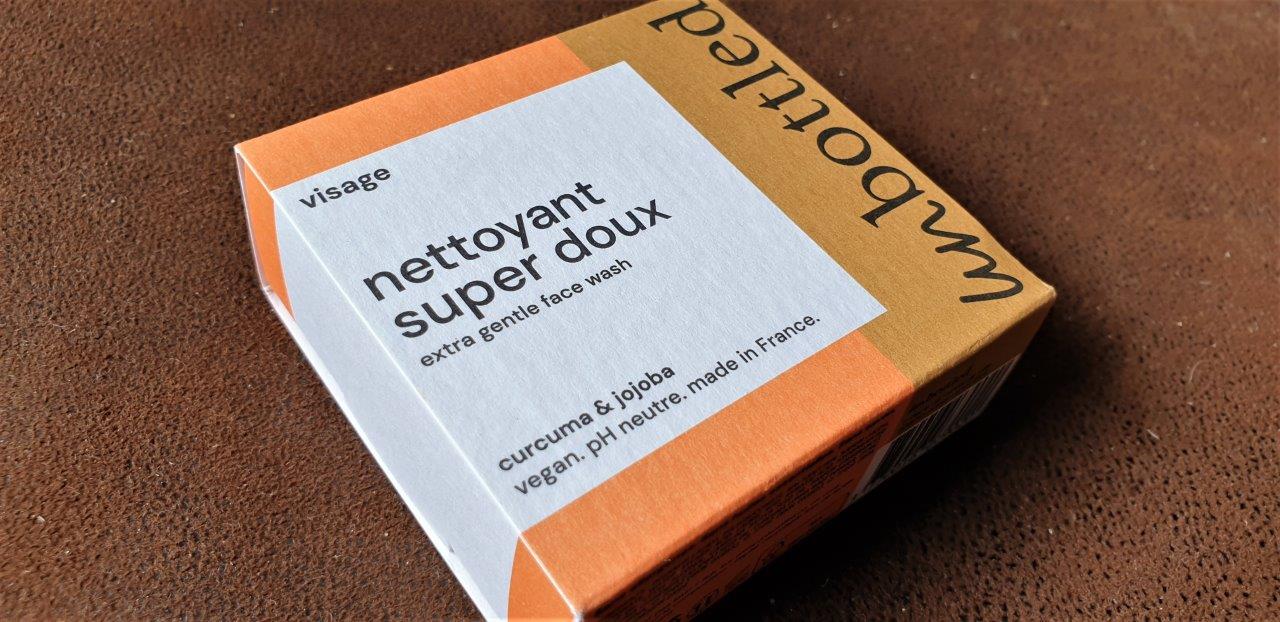 visage
nettoyant
super doux
extra gentle face wash
curcuma & jojoba
vegan. pH neutre. made in France.
unbottled